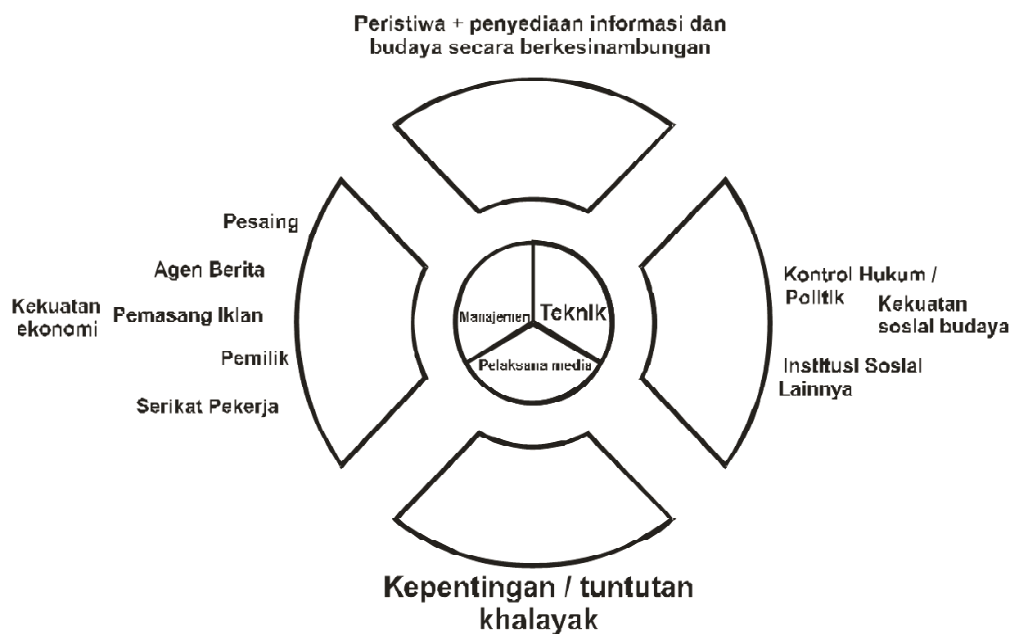 Peristiwa + penyediaan informasi dan
budaya secara berkesinambungan
Pesaing
Agen Berita
Kekuatan
ekonomi
Pemasang Iklan
Pemilik
Serikat Pekerja
Manajemen
Teknik
Pelaksana media
Kontrol Hukum /
Politik
Kekuatan
sosial budaya
Institusi Sosial
Lainnya
Kepentingan / tuntutan
khalayak